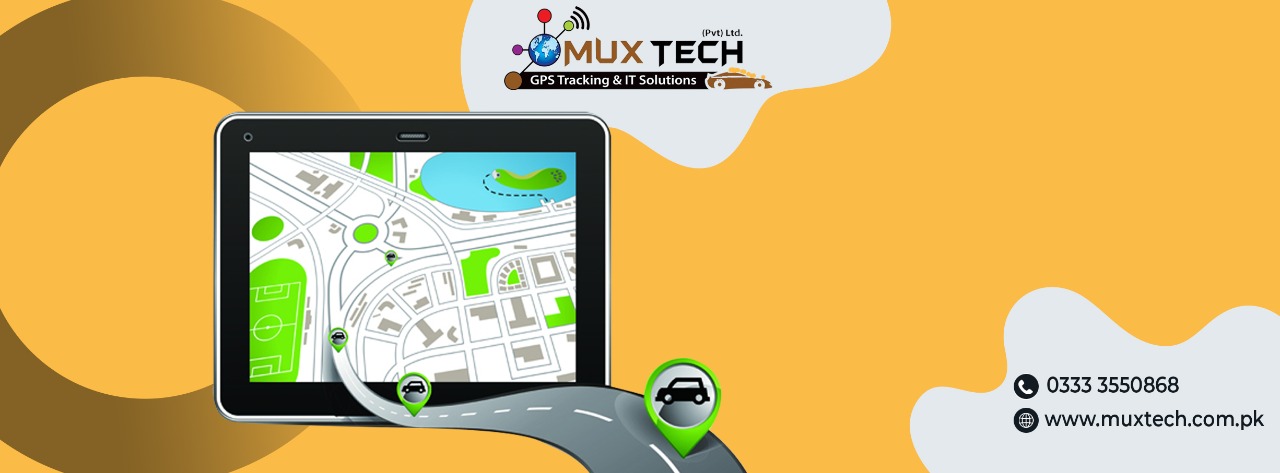 (Pvt) Ltd.
MUX TECH
GPS Tracking & IT Solutions
0333 3550868
www.muxtech.com.pk